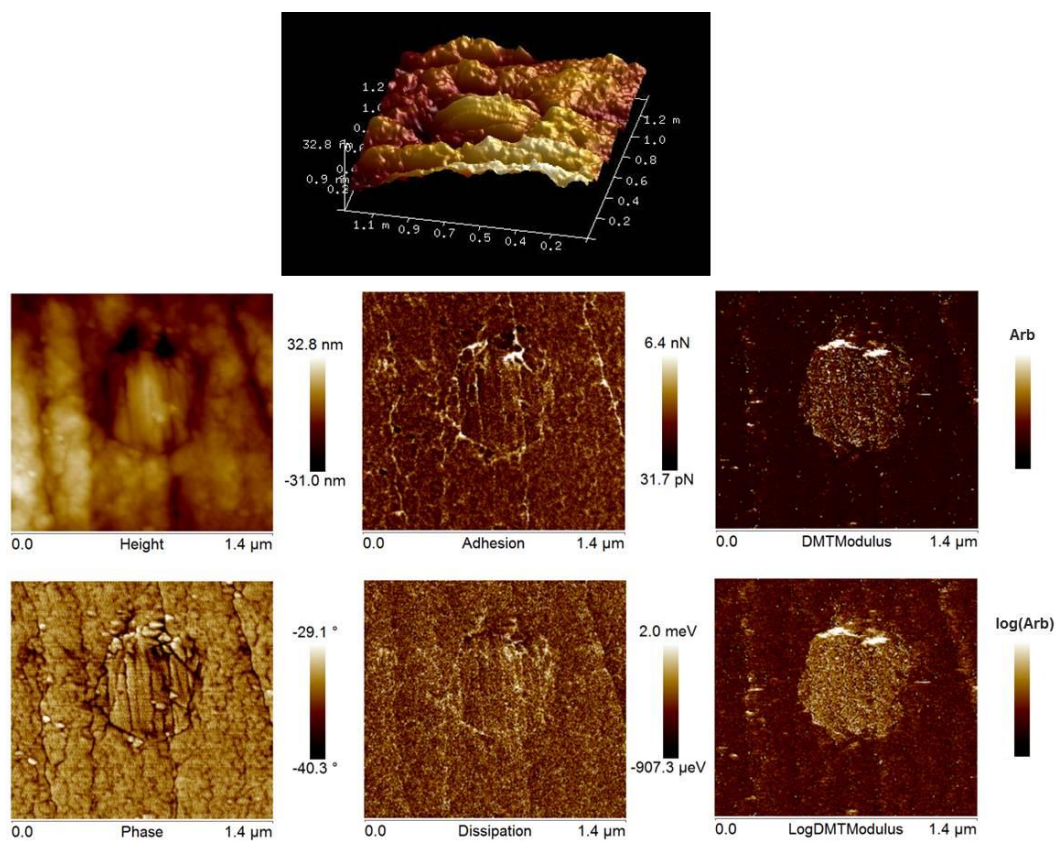 1.2
1.0
0.8
32.8 nm
0.9 nm
0.2
1.1 m 0.9 0.7 0.5 0.4 0.2
1.2 m
1.0
0.8
0.6
0.4
0.2
32.8 nm
-31.0 nm
0.0 Height 1.4 µm
6.4 nN
31.7 pN
0.0 Adhesion 1.4 µm
Arb
0.0 DMTModulus 1.4 µm
-29.1 °
-40.3 °
0.0 Phase 1.4 µm
2.0 meV
-907.3 µeV
0.0 Dissipation 1.4 µm
log(Arb)
0.0 LogDMTModulus 1.4 µm